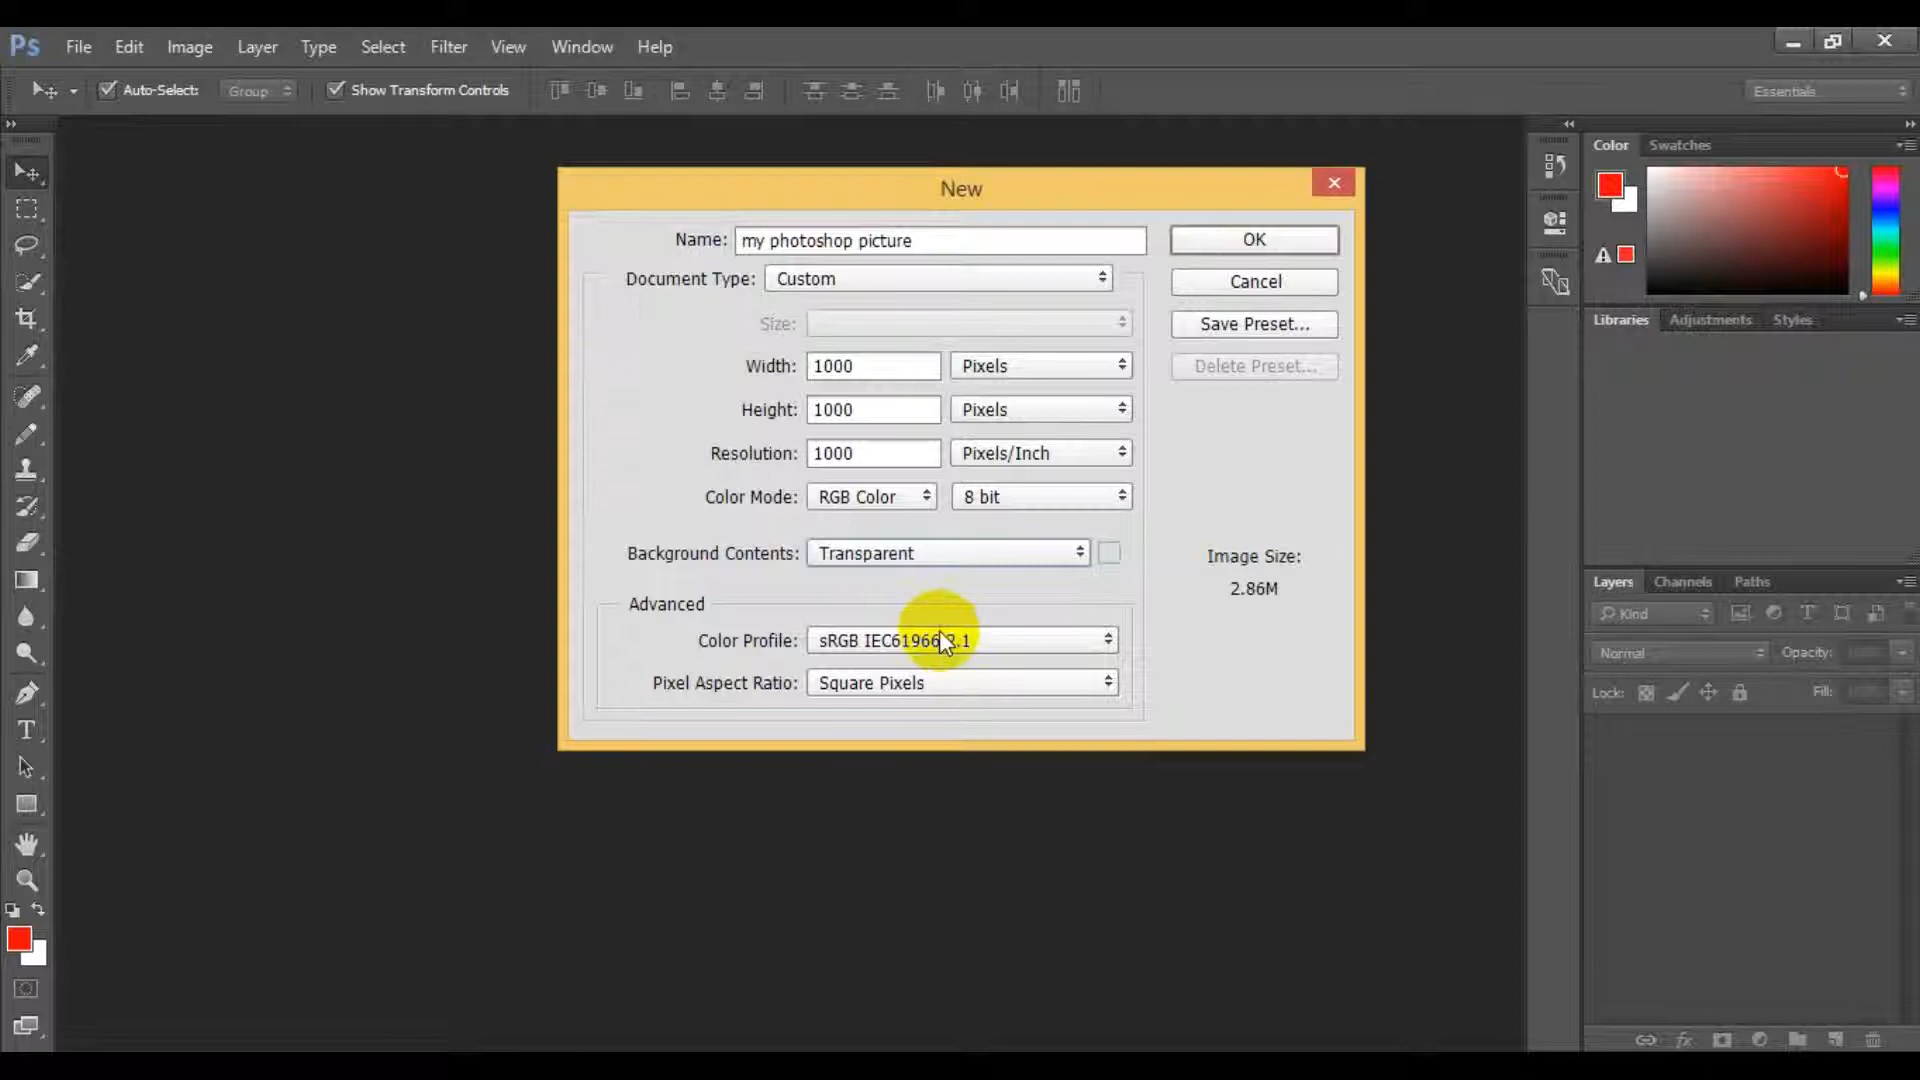 Ps File Edit Image Layer Type Select Filter View Window Help
Auto-Select: Group Show Transform Controls Essentials
New
Name: my photoshop picture OK
Document Type: Custom Cancel
Size: Save Preset...
Width: 1000 Pixels Delete Preset...
Height: 1000 Pixels
Resolution: 1000 Pixels/Inch
Color Mode: RGB Color 8 bit
Background Contents: Transparent
Image Size:
2.86M
Advanced
Color Profile: sRGB IEC61966-2.1
Pixel Aspect Ratio: Square Pixels
Color Swatches
Libraries Adjustments Styles
Layers Channels Paths
Kind
Normal Opacity:
Lock: Fill: